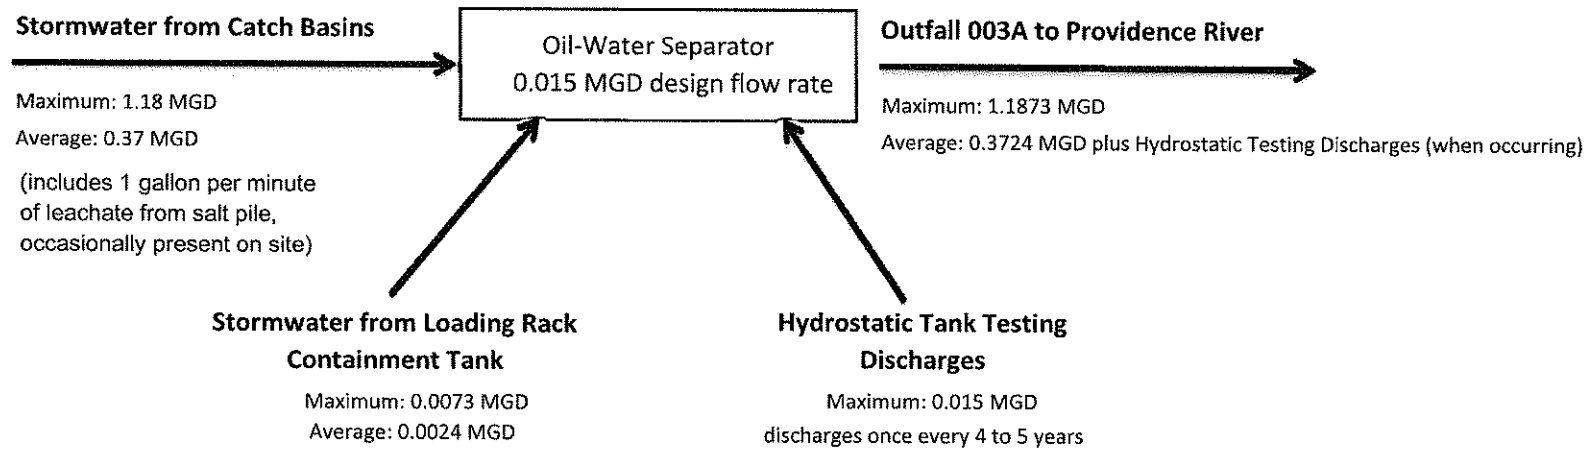 Stormwater from Catch Basins
Maximum: 1.18 MGD
Average: 0.37 MGD
(includes 1 gallon per minute
of leachate from salt pile,
occasionally present on site)
Oil-Water Separator
0.015 MGD design flow rate
Outfall 003A to Providence River
Maximum: 1.1873 MGD
Average: 0.3724 MGD plus Hydrostatic Testing Discharges (when occurring)
Stormwater from Loading Rack
Containment Tank
Maximum: 0.0073 MGD
Average: 0.0024 MGD
Hydrostatic Tank Testing
Discharges
Maximum: 0.015 MGD
discharges once every 4 to 5 years